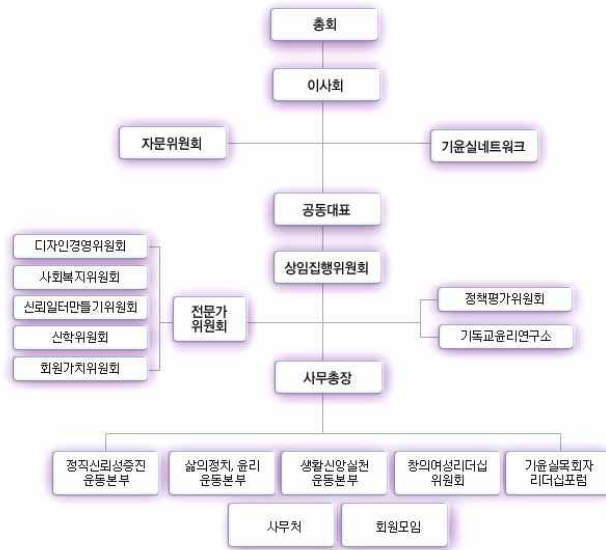 총회
이사회
자문위원회
기윤실네트워크
공동대표
상임집행위원회
디자인경영위원회
사회복지위원회
신뢰일터만들기위원회
신학위원회
회원가치위원회
전문가
위원회
정책평가위원회
기독교윤리연구소
사무총장
정직신뢰성증진
운동본부
삶의정치, 윤리
운동본부
생활신앙실천
운동본부
창의여성리더십
위원회
기윤실목회자
리더십포럼
사무처
회원모임